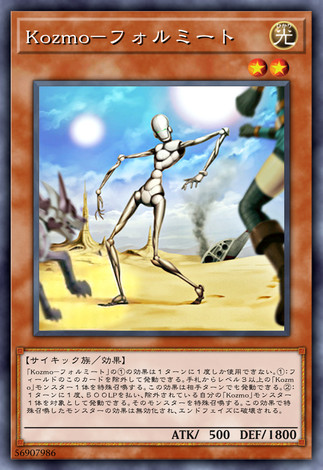 Kozmo−フォルミート
光
【サイキック族／効果】
「Kozmo−フォルミート」の①の効果は１ターンに１度しか使用できない。①：フ
ィールドのこのカードを除外して発動できる。手札からレベル３以上の「Kozm
o」モンスター１体を特殊召喚する。この効果は相手ターンでも発動できる。②：
１ターンに１度、５００LPを払い、除外されている自分の「Kozmo」モンスター
１体を対象として発動できる。そのモンスターを特殊召喚する。この効果で特
殊召喚したモンスターの効果は無効化され、エンドフェイズに破壊される。
ATK/ 500 DEF/1800
56907986